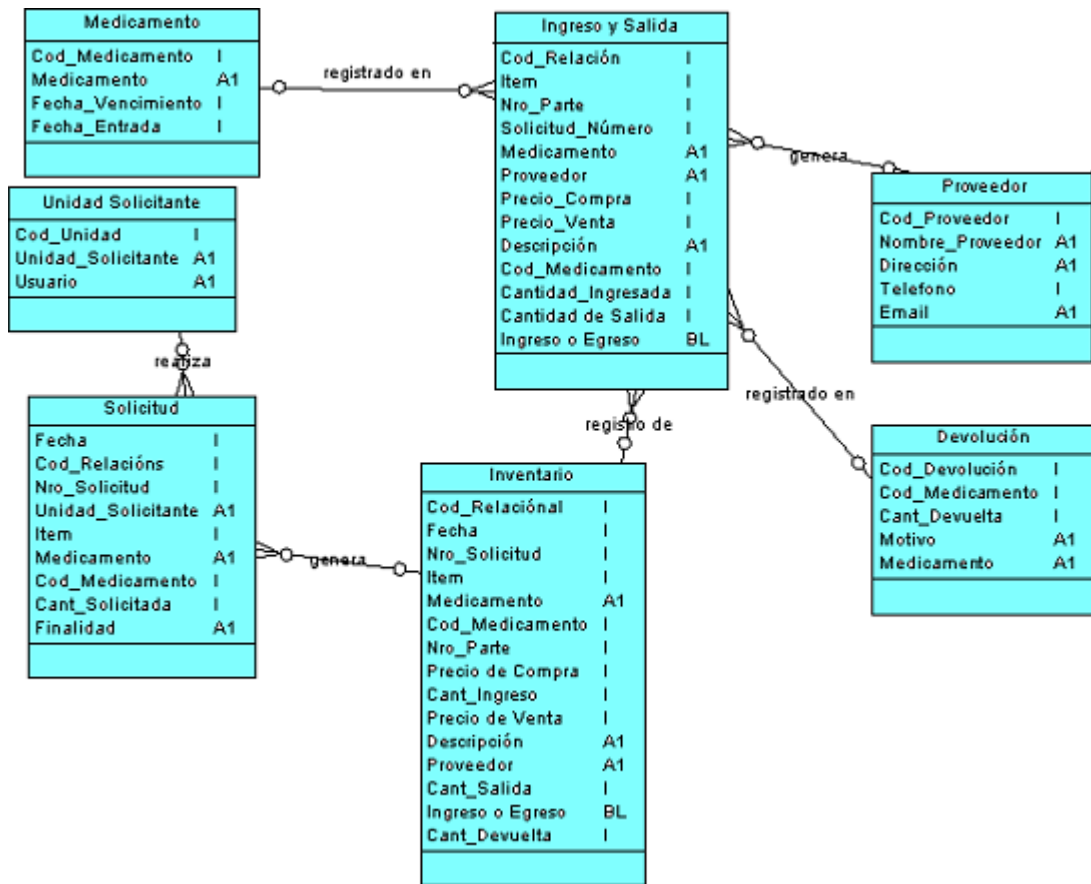 Medicamento
Cod_Medicamento I
Medicamento A1
Fecha_Vencimiento I
Fecha_Entrada I
registrado en
Ingreso y Salida
Cod_Relación I
Item I
Nro_Parte I
Solicitud_Número I
Medicamento A1
Proveedor A1
Precio_Compra I
Precio_Venta I
Descripción A1
Cod_Medicamento I
Cantidad_Ingresada I
Cantidad de Salida I
Ingreso o Egreso BL
genera
Proveedor
Cod_Proveedor I
Nombre_Proveedor A1
Dirección A1
Telefono I
Email A1
Unidad Solicitante
Cod_Unidad I
Unidad_Solicitante A1
Usuario A1
realiza
registro de
registrado en
Solicitud
Fecha I
Cod_Relacións I
Nro_Solicitud I
Unidad_Solicitante A1
Item I
Medicamento A1
Cod_Medicamento I
Cant_Solicitada I
Finalidad A1
genera
Inventario
Cod_Relaciónal I
Fecha I
Nro_Solicitud I
Item I
Medicamento A1
Cod_Medicamento I
Nro_Parte I
Precio de Compra I
Cant_Ingreso I
Precio de Venta I
Descripción A1
Proveedor A1
Cant_Salida I
Ingreso o Egreso BL
Cant_Devuelta I
Devolución
Cod_Devolución I
Cod_Medicamento I
Cant_Devuelta I
Motivo A1
Medicamento A1